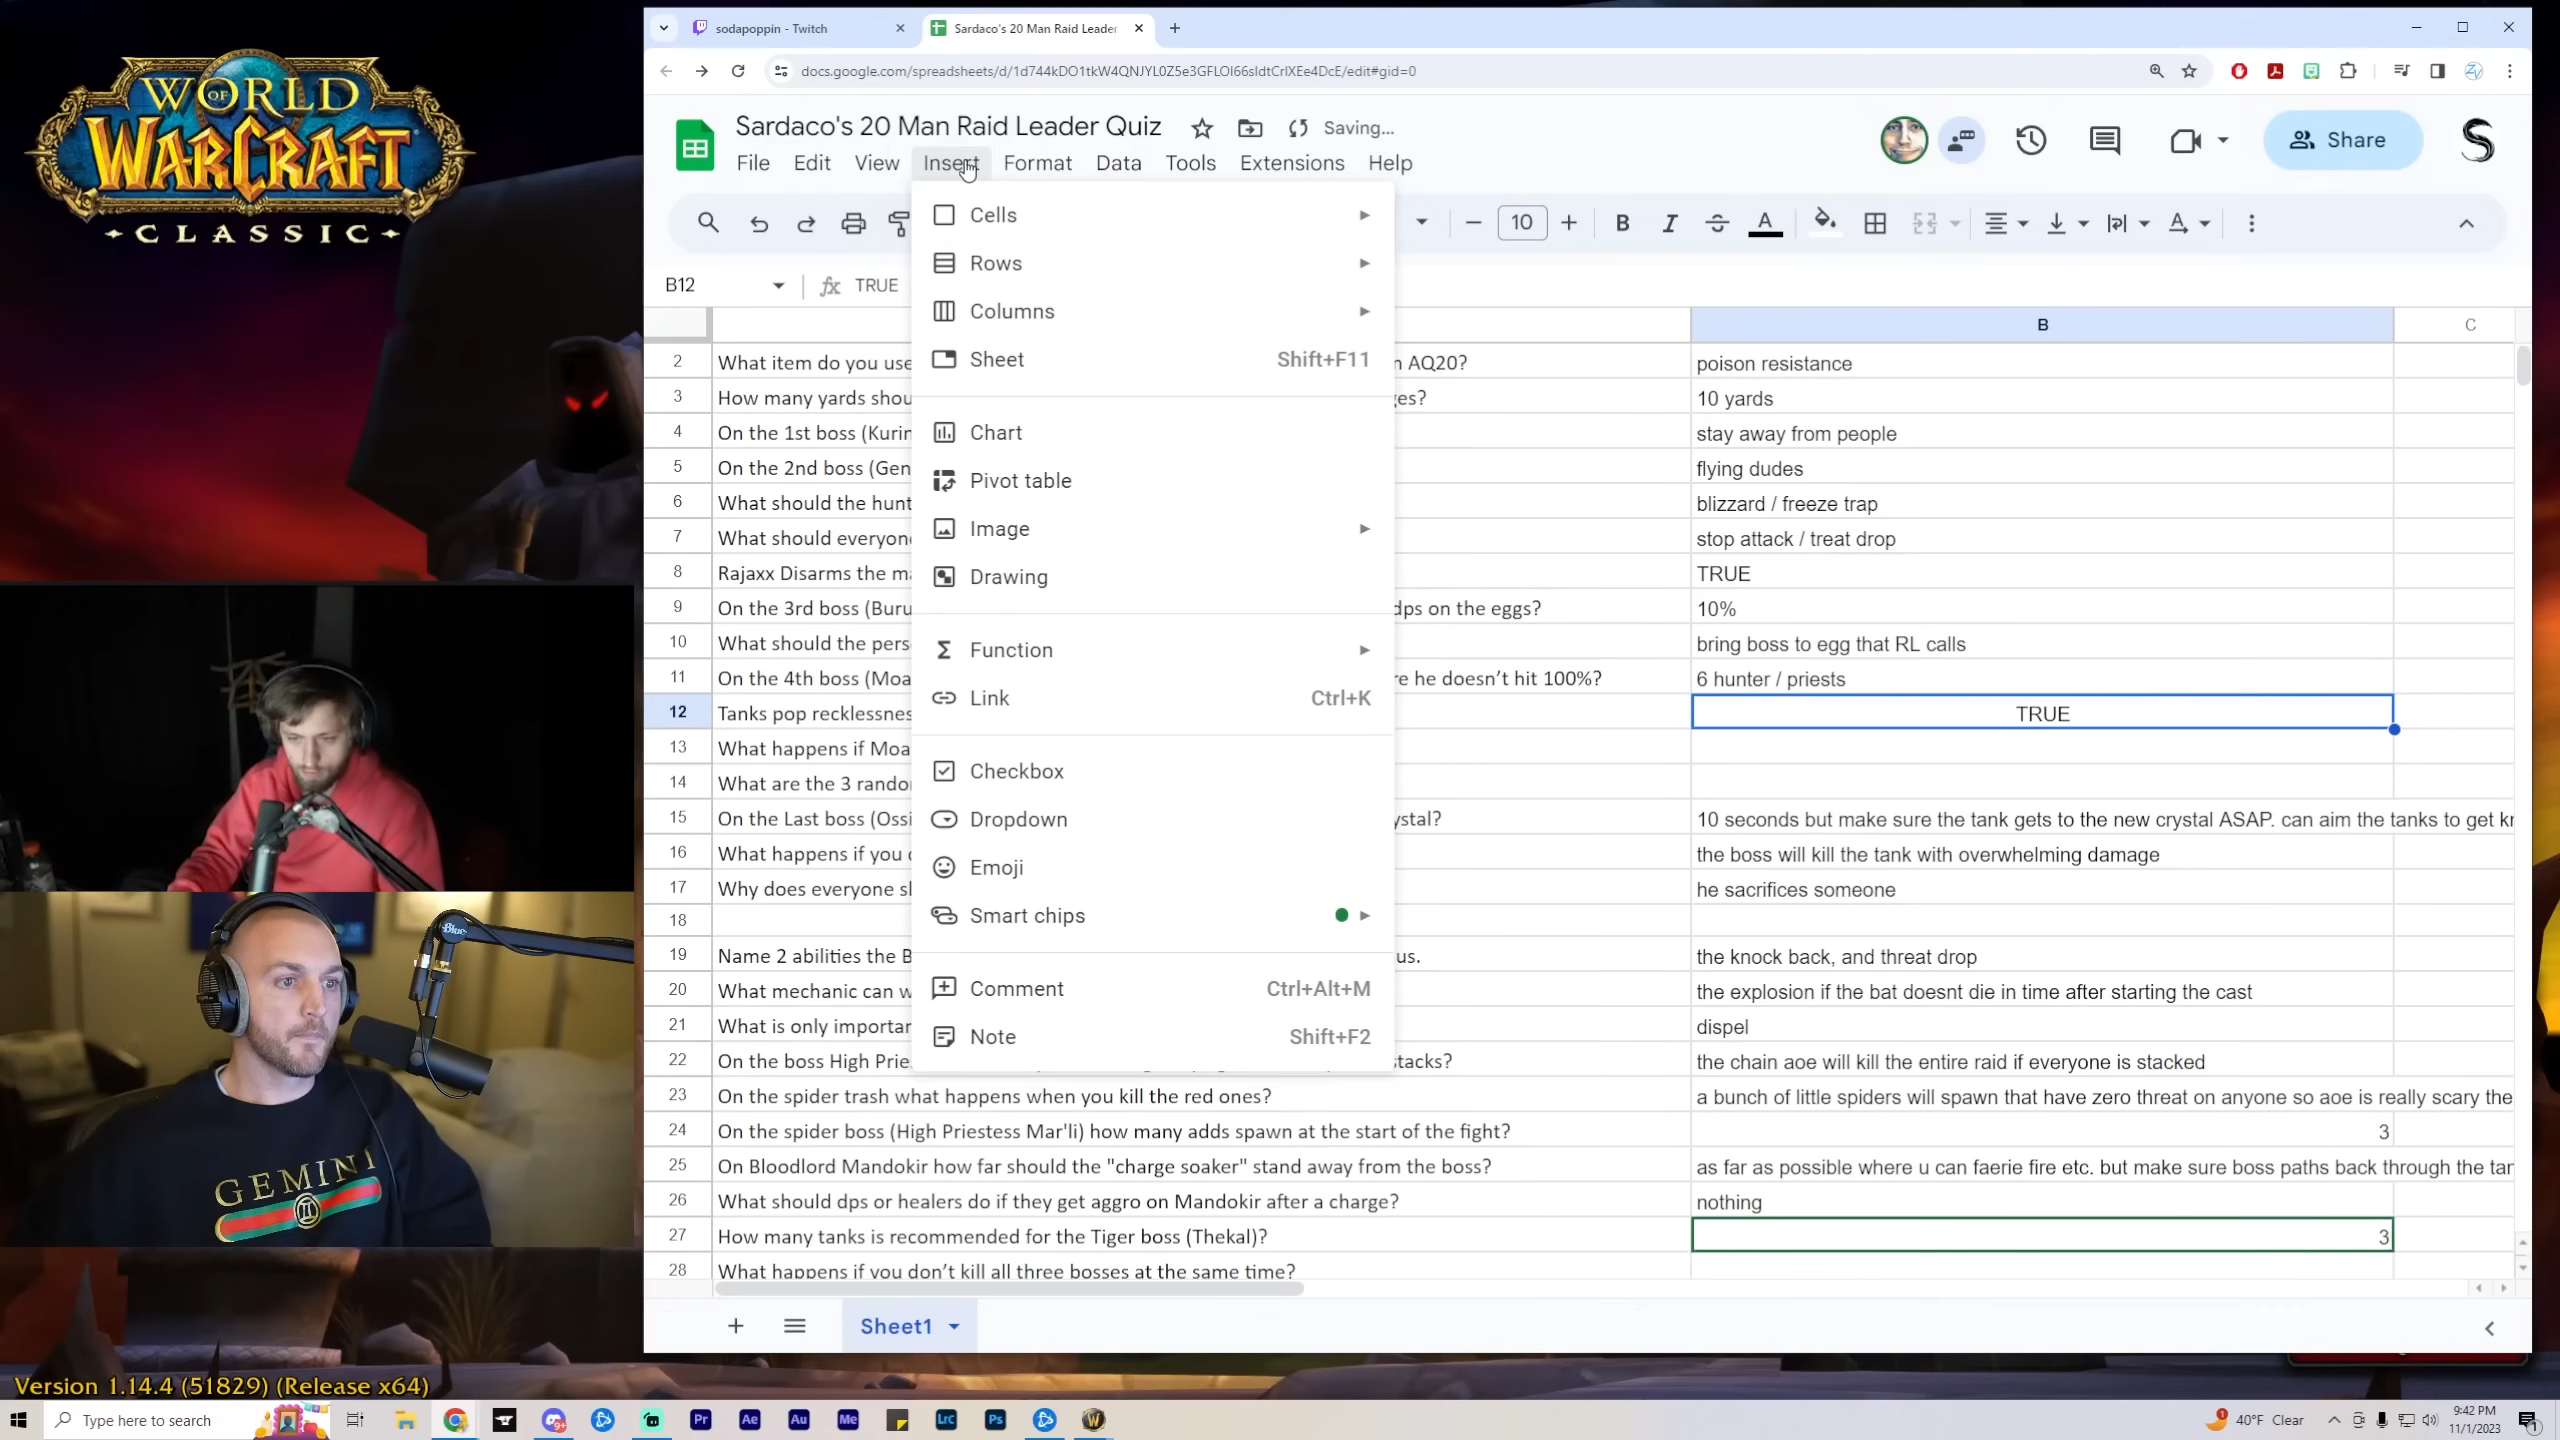 WORLD
OF
WARCRAFT
CLASSIC
sodapoppin - Twitch
Sardaco's 20 Man Raid Leader
docs.google.com/spreadsheets/d/1d744kDO1tkW4QNJYL0Z5e3GFLOl66sldtCrlXEe4DcE/edit#gid=0
Sardaco's 20 Man Raid Leader Quiz
Saving...
File Edit View Insert Format Data Tools Extensions Help
Share
10
B12
TRUE
Cells
Rows
Columns
Sheet Shift+F11
Chart
Pivot table
Image
Drawing
Function
Link Ctrl+K
Checkbox
Dropdown
Emoji
Smart chips
Comment Ctrl+Alt+M
Note Shift+F2
B C
2 What item do you use AQ20? poison resistance
3 How many yards shou ges? 10 yards
4 On the 1st boss (Kurin stay away from people
5 On the 2nd boss (Gen flying dudes
6 What should the hunt blizzard / freeze trap
7 What should everyone stop attack / treat drop
8 Rajaxx Disarms the ma TRUE
9 On the 3rd boss (Buru dps on the eggs? 10%
10 What should the pers bring boss to egg that RL calls
11 On the 4th boss (Moa re he doesn't hit 100%? 6 hunter / priests
12 Tanks pop recklessnes TRUE
13 What happens if Moa
14 What are the 3 rando
15 On the Last boss (Ossi ystal? 10 seconds but make sure the tank gets to the new crystal ASAP. can aim the tanks to get kr
16 What happens if you the boss will kill the tank with overwhelming damage
17 Why does everyone sl he sacrifices someone
18
19 Name 2 abilities the B us. the knock back, and threat drop
20 What mechanic can w the explosion if the bat doesnt die in time after starting the cast
21 What is only importar dispel
22 On the boss High Prie stacks? the chain aoe will kill the entire raid if everyone is stacked
23 On the spider trash what happens when you kill the red ones? a bunch of little spiders will spawn that have zero threat on anyone so aoe is really scary the
24 On the spider boss (High Priestess Mar'li) how many adds spawn at the start of the fight? 3
25 On Bloodlord Mandokir how far should the "charge soaker" stand away from the boss? as far as possible where u can faerie fire etc. but make sure boss paths back through the tar
26 What should dps or healers do if they get aggro on Mandokir after a charge? nothing
27 How many tanks is recommended for the Tiger boss (Thekal)? 3
28 What happens if you don't kill all three bosses at the same time?
Sheet1
Blue
GEMINI
Version 1.14.4 (51829) (Release x64)
Type here to search
Pr Ae Au Me LrC Ps
40°F Clear
9:42 PM
11/1/2023